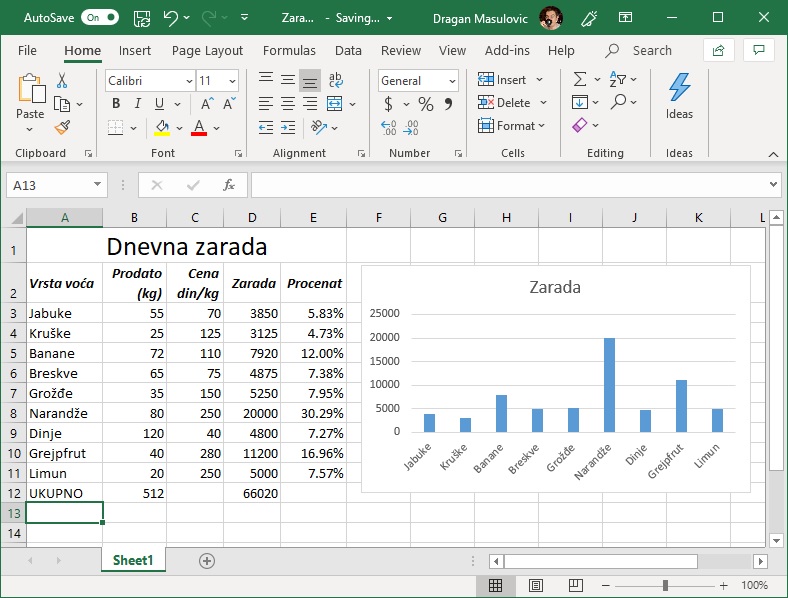 AutoSave On Zara... - Saving... Dragan Masulovic
File Home Insert Page Layout Formulas Data Review View Add-ins Help Search
Paste
Calibri 11
B I U A A
A
ab
General
$ % 9
.00 .00
Insert
Delete
Format
Ideas
Clipboard Font Alignment Number Cells Editing Ideas
A13 fx
A B C D E F G H I J K L
1 Dnevna zarada
2 Vrsta voća Prodato (kg) Cena din/kg Zarada Procenat
3 Jabuke 55 70 3850 5.83%
4 Kruške 25 125 3125 4.73%
5 Banane 72 110 7920 12.00%
6 Breskve 65 75 4875 7.38%
7 Grožđe 35 150 5250 7.95%
8 Narandže 80 250 20000 30.29%
9 Dinje 120 40 4800 7.27%
10 Grejpfrut 40 280 11200 16.96%
11 Limun 20 250 5000 7.57%
12 UKUPNO 512 66020
13
14
Zarada
25000
20000
15000
10000
5000
0
Jabuke Kruške Banane Breskve Grožđe Narandže Dinje Grejpfrut Limun
Sheet1
100%